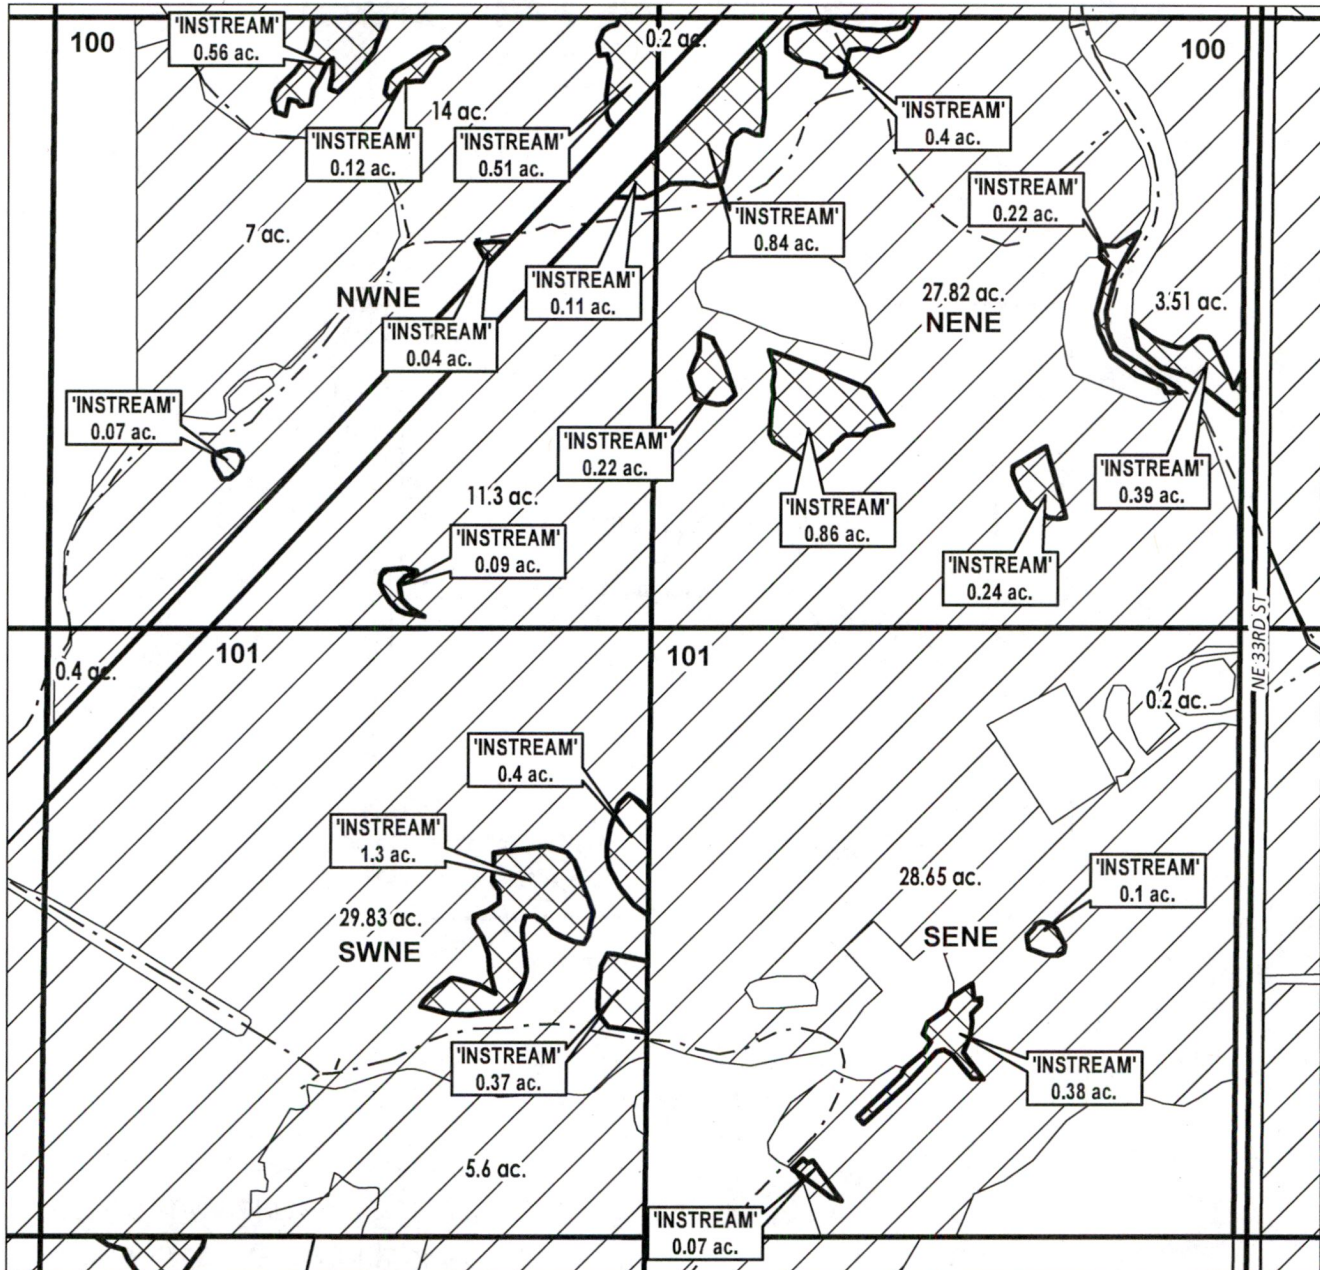 100
'INSTREAM'
0.56 ac.
0.2 ac.
100
14 ac.
'INSTREAM'
0.12 ac.
'INSTREAM'
0.51 ac.
'INSTREAM'
0.4 ac.
'INSTREAM'
0.22 ac.
7 ac.
'INSTREAM'
0.84 ac.
'INSTREAM'
0.11 ac.
NWNE
27.82 ac.
NENE
3.51 ac.
'INSTREAM'
0.04 ac.
'INSTREAM'
0.07 ac.
'INSTREAM'
0.22 ac.
'INSTREAM'
0.39 ac.
11.3 ac.
'INSTREAM'
0.86 ac.
'INSTREAM'
0.09 ac.
'INSTREAM'
0.24 ac.
NE 33RD ST
101
101
0.4 ac.
0.2 ac.
'INSTREAM'
0.4 ac.
'INSTREAM'
1.3 ac.
'INSTREAM'
0.1 ac.
28.65 ac.
29.83 ac.
SWNE
SENE
'INSTREAM'
0.37 ac.
'INSTREAM'
0.38 ac.
5.6 ac.
'INSTREAM'
0.07 ac.